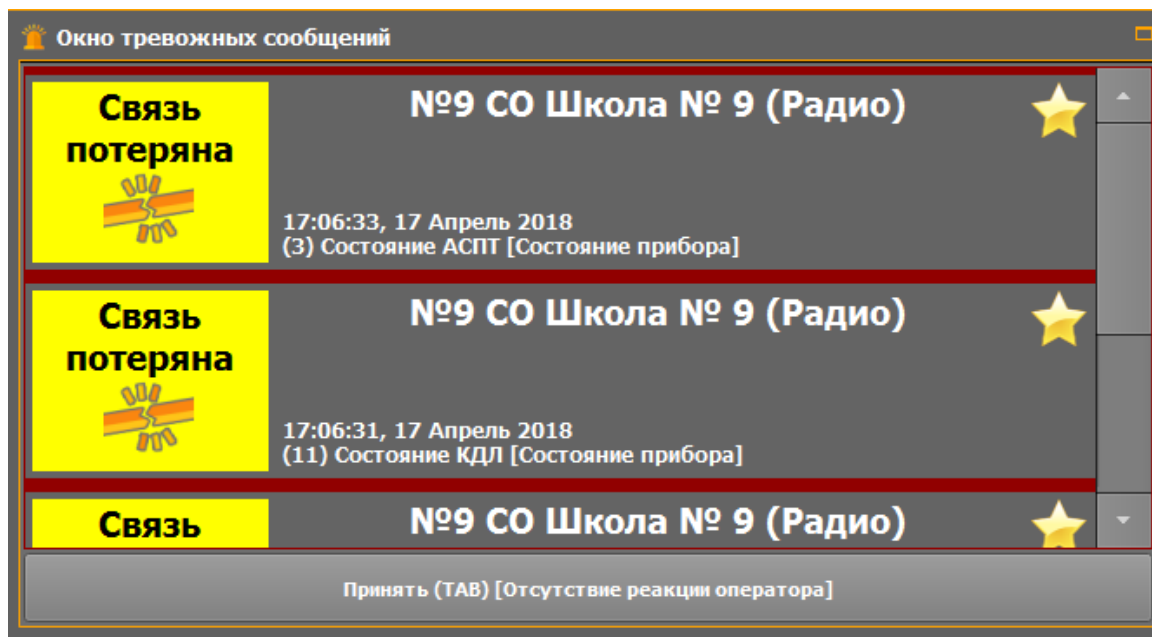 Окно тревожных сообщений
Связь
потеряна
№9 СО Школа № 9 (Радио)
17:06:33, 17 Апрель 2018
(3) Состояние АСПТ [Состояние прибора]
Связь
потеряна
№9 СО Школа № 9 (Радио)
17:06:31, 17 Апрель 2018
(11) Состояние КДЛ [Состояние прибора]
Связь
№9 СО Школа № 9 (Радио)
Принять (TAB) [Отсутствие реакции оператора]